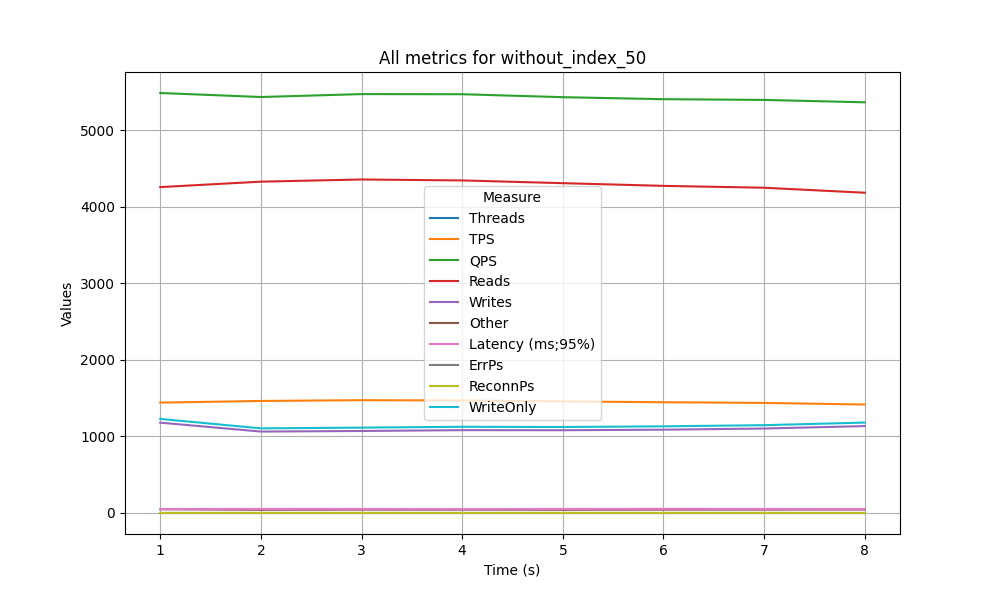 All metrics for without_index_50
Values
5000
4000
3000
2000
1000
0
Measure
Threads
TPS
QPS
Reads
Writes
Other
Latency (ms;95%)
ErrPs
ReconnPs
WriteOnly
1 2 3 4 5 6 7 8
Time (s)